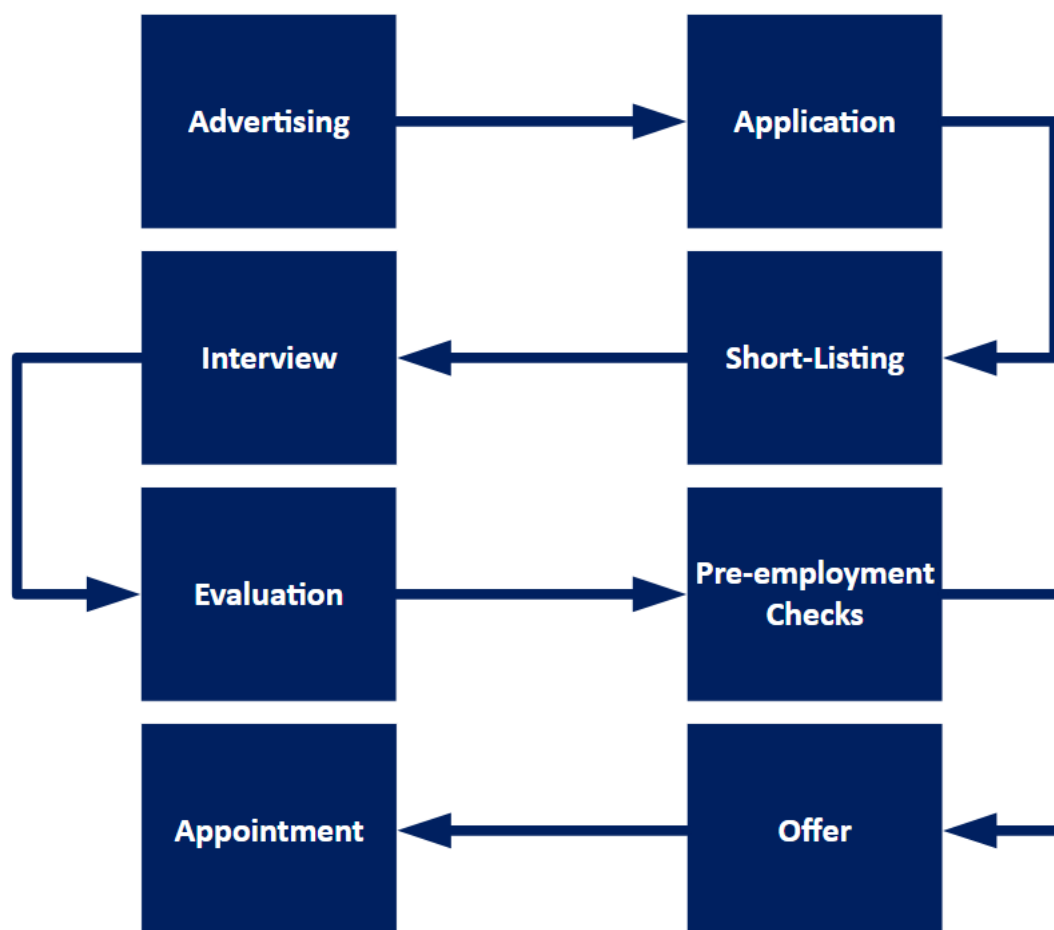 Advertising
Application
Short-Listing
Interview
Evaluation
Pre-employment
Checks
Offer
Appointment